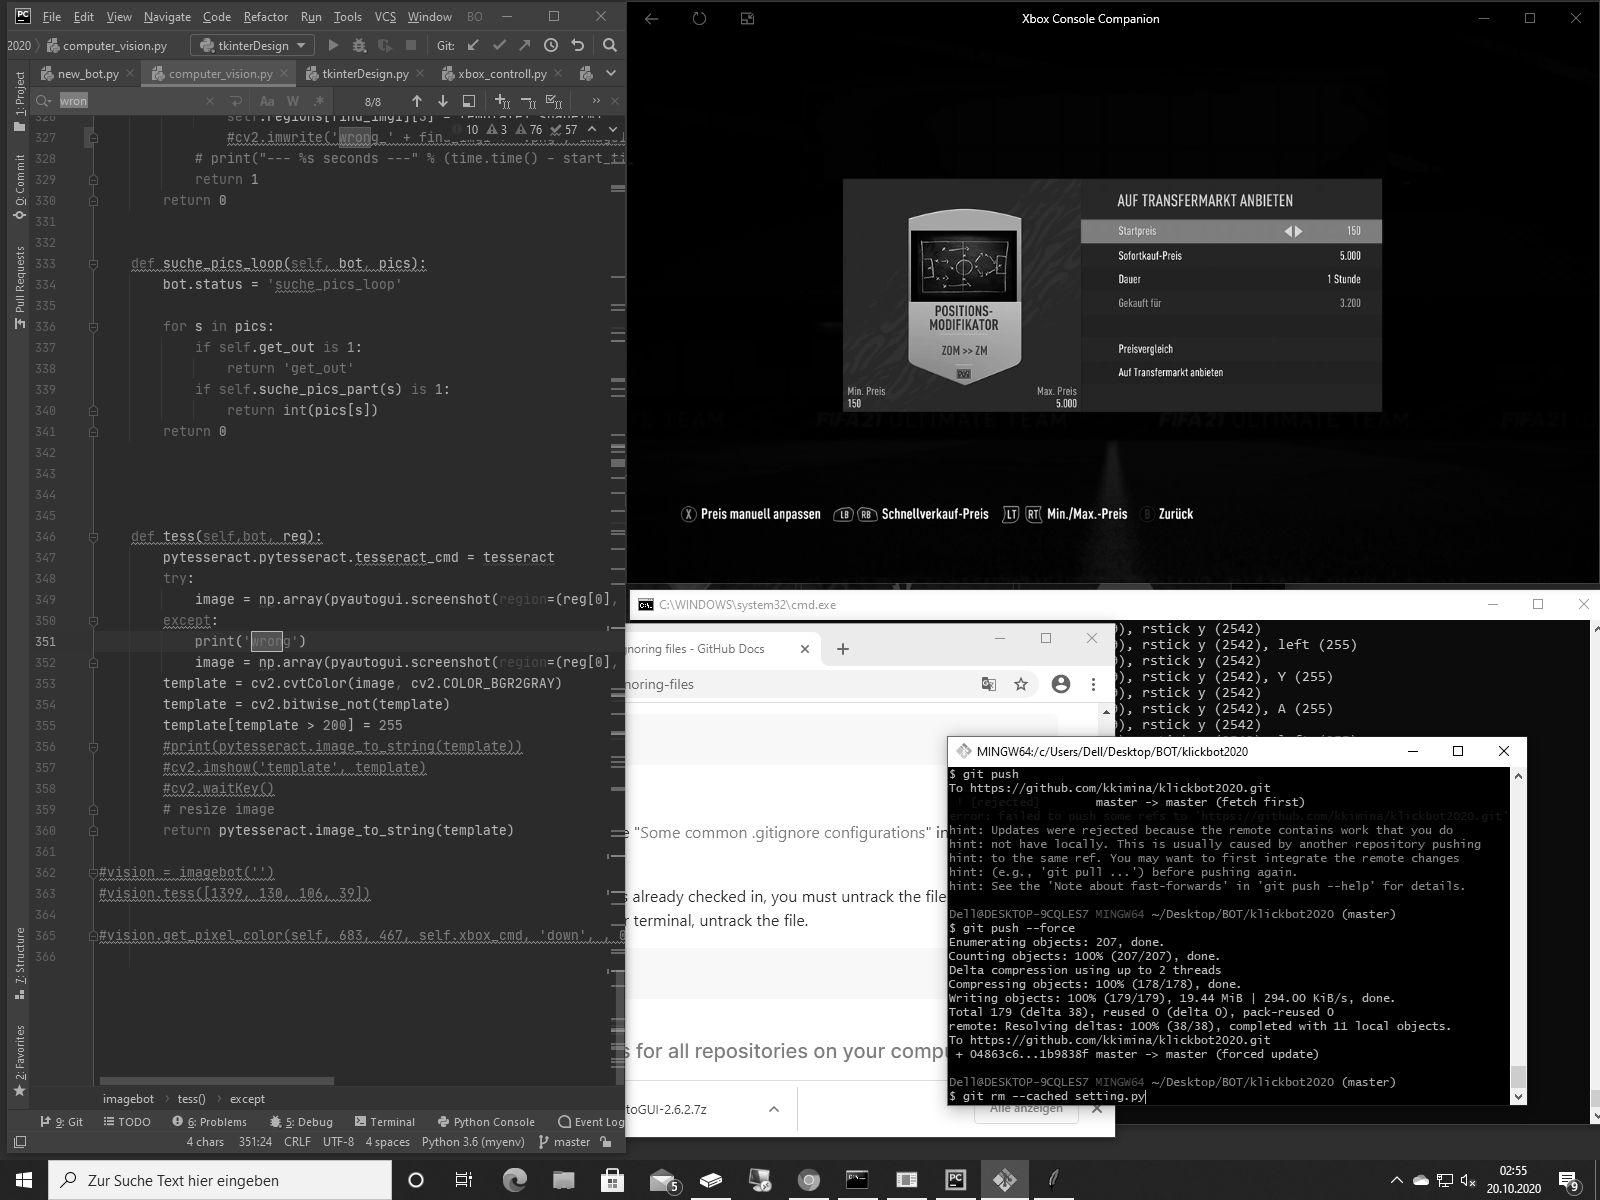 File Edit View Navigate Code Refactor Run Tools VCS Window BO
2020 computer_vision.py tkinterDesign Git:
new_bot.py computer_vision.py tkinterDesign.py xbox_controll.py
wron Aa W .* 8/8
10 3 76 57
327 #cv2.imwrite('wrong_' +
328 # print("--- %s seconds ---" % (time.time() - start_ti
329 return 1
330 return 0
331
332
333 def suche_pics_loop(self, bot, pics):
334 bot.status = 'suche_pics_loop'
335
336 for s in pics:
337 if self.get_out is 1:
338 return 'get_out'
339 if self.suche_pics_part(s) is 1:
340 return int(pics[s])
341 return 0
342
343
344
345
346 def tess(self,bot, reg):
347 pytesseract.pytesseract.tesseract_cmd = tesseract
348 try:
349 image = np.array(pyautogui.screenshot(region=(reg[0],
350 except:
351 print('wrong')
352 image = np.array(pyautogui.screenshot(region=(reg[0],
353 template = cv2.cvtColor(image, cv2.COLOR_BGR2GRAY)
354 template = cv2.bitwise_not(template)
355 template[template > 200] = 255
356 #print(pytesseract.image_to_string(template))
357 #cv2.imshow('template', template)
358 #cv2.waitKey()
359 # resize image
360 return pytesseract.image_to_string(template)
361
362 #vision = imagebot('')
363 #vision.tess([1399, 130, 106, 39])
364
365 #vision.get_pixel_color(self, 683, 467, self.xbox_cmd, 'down', , 0
366
1: Project
0: Commit
Pull Requests
7: Structure
2: Favorites
imagebot tess() except
9: Git TODO 6: Problems 5: Debug Terminal Python Console Event Log
4 chars 351:24 CRLF UTF-8 4 spaces Python 3.6 (myenv) master
Xbox Console Companion
AUF TRANSFERMARKT ANBIETEN
Startpreis 150
Sofortkauf-Preis 5.000
Dauer 1 Stunde
Gekauft für 3.200
Preisvergleich
Auf Transfermarkt anbieten
POSITIONS-
MODIFIKATOR
ZOM >> ZM
Min. Preis
150
Max. Preis
5.000
FIFA21 ULTIMATE TEAM
X Preis manuell anpassen LB RB Schnellverkauf-Preis LT RT Min./Max.-Preis B Zurück
C:\WINDOWS\system32\cmd.exe
), rstick y (2542)
), rstick y (2542), left (255)
), rstick y (2542)
), rstick y (2542), Y (255)
), rstick y (2542)
), rstick y (2542), A (255)
), rstick y (2542)
noring files - GitHub Docs
noring-files
e "Some common .gitignore configurations" in
s already checked in, you must untrack the file
r terminal, untrack the file.
s for all repositories on your compu
toGUI-2.6.2.7z
Alle anzeigen
MINGW64:/c/Users/Dell/Desktop/BOT/klickbot2020
$ git push
To https://github.com/kkimina/klickbot2020.git
! [rejected] master -> master (fetch first)
error: failed to push some refs to 'https://github.com/kkimina/klickbot2020.git'
hint: Updates were rejected because the remote contains work that you do
hint: not have locally. This is usually caused by another repository pushing
hint: to the same ref. You may want to first integrate the remote changes
hint: (e.g., 'git pull ...') before pushing again.
hint: See the 'Note about fast-forwards' in 'git push --help' for details.
Dell@DESKTOP-9CQLES7 MINGW64 ~/Desktop/BOT/klickbot2020 (master)
$ git push --force
Enumerating objects: 207, done.
Counting objects: 100% (207/207), done.
Delta compression using up to 2 threads
Compressing objects: 100% (178/178), done.
Writing objects: 100% (179/179), 19.44 MiB | 294.00 KiB/s, done.
Total 179 (delta 38), reused 0 (delta 0), pack-reused 0
remote: Resolving deltas: 100% (38/38), completed with 11 local objects.
To https://github.com/kkimina/klickbot2020.git
+ 04863c6...1b9838f master -> master (forced update)
Dell@DESKTOP-9CQLES7 MINGW64 ~/Desktop/BOT/klickbot2020 (master)
$ git rm --cached setting.py
Zur Suche Text hier eingeben
5
02:55
20.10.2020
9